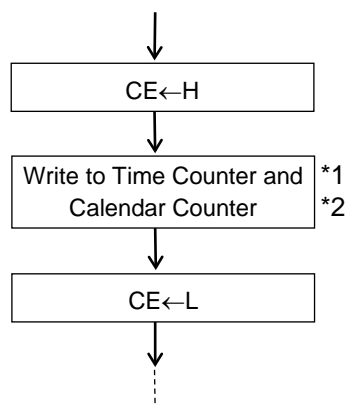 CE←H
Write to Time Counter and *1
Calendar Counter *2
CE←L